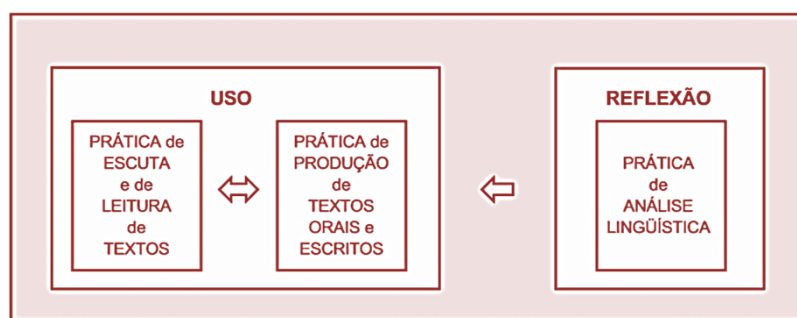 USO
PRÁTICA de
ESCUTA
e de
LEITURA
de
TEXTOS
PRÁTICA de
PRODUÇÃO
de
TEXTOS
ORAIS e
ESCRITOS
REFLEXÃO
PRÁTICA
de
ANÁLISE
LINGÜÍSTICA